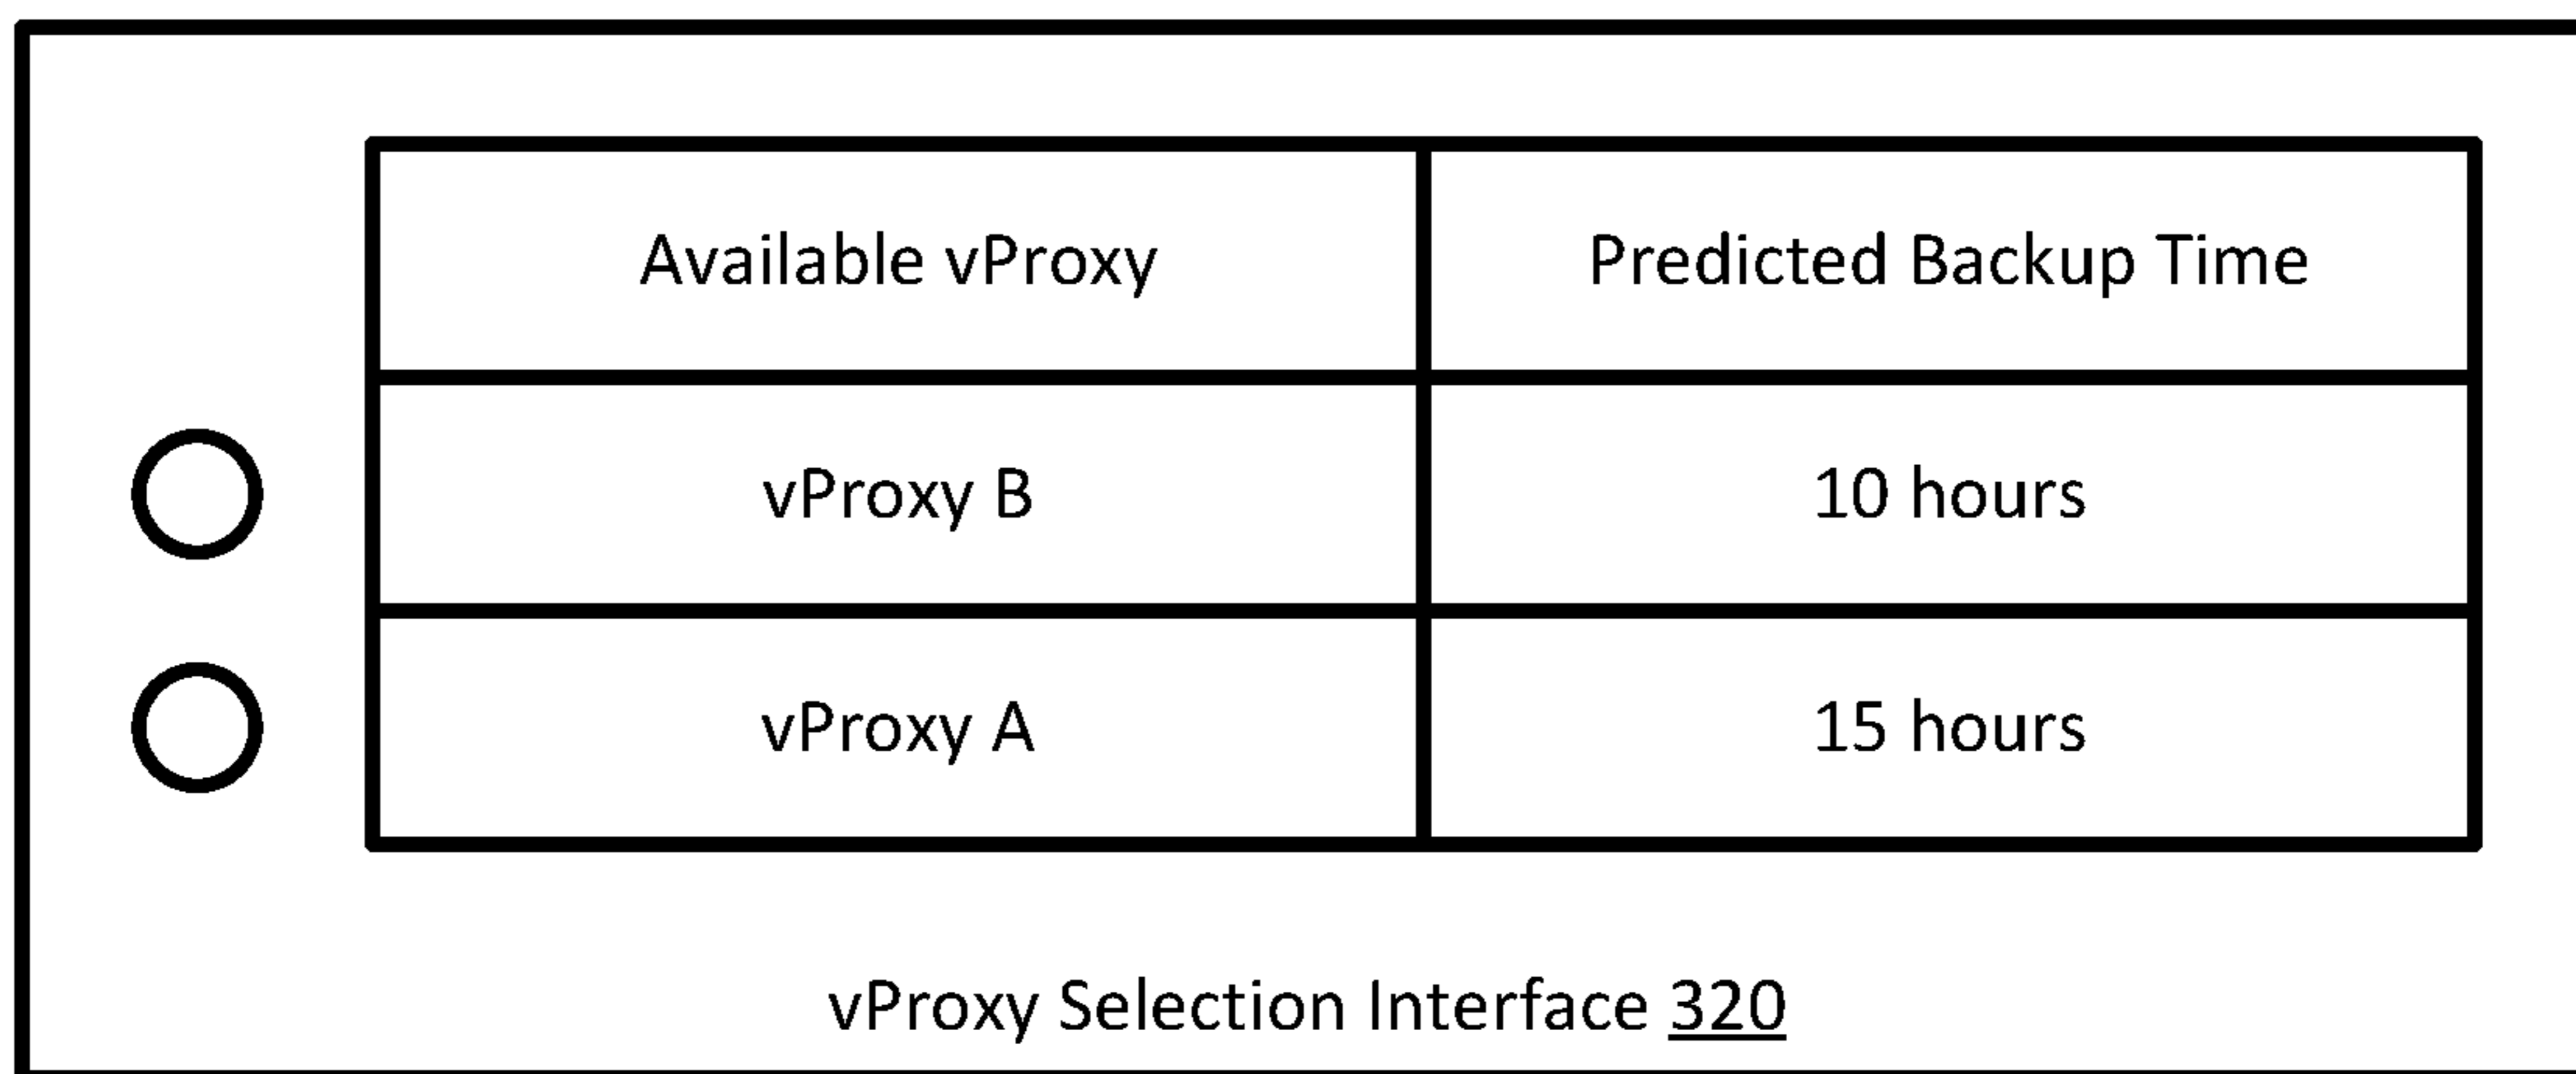 Available vProxy Predicted Backup Time
vProxy B 10 hours
vProxy A 15 hours
vProxy Selection Interface 320